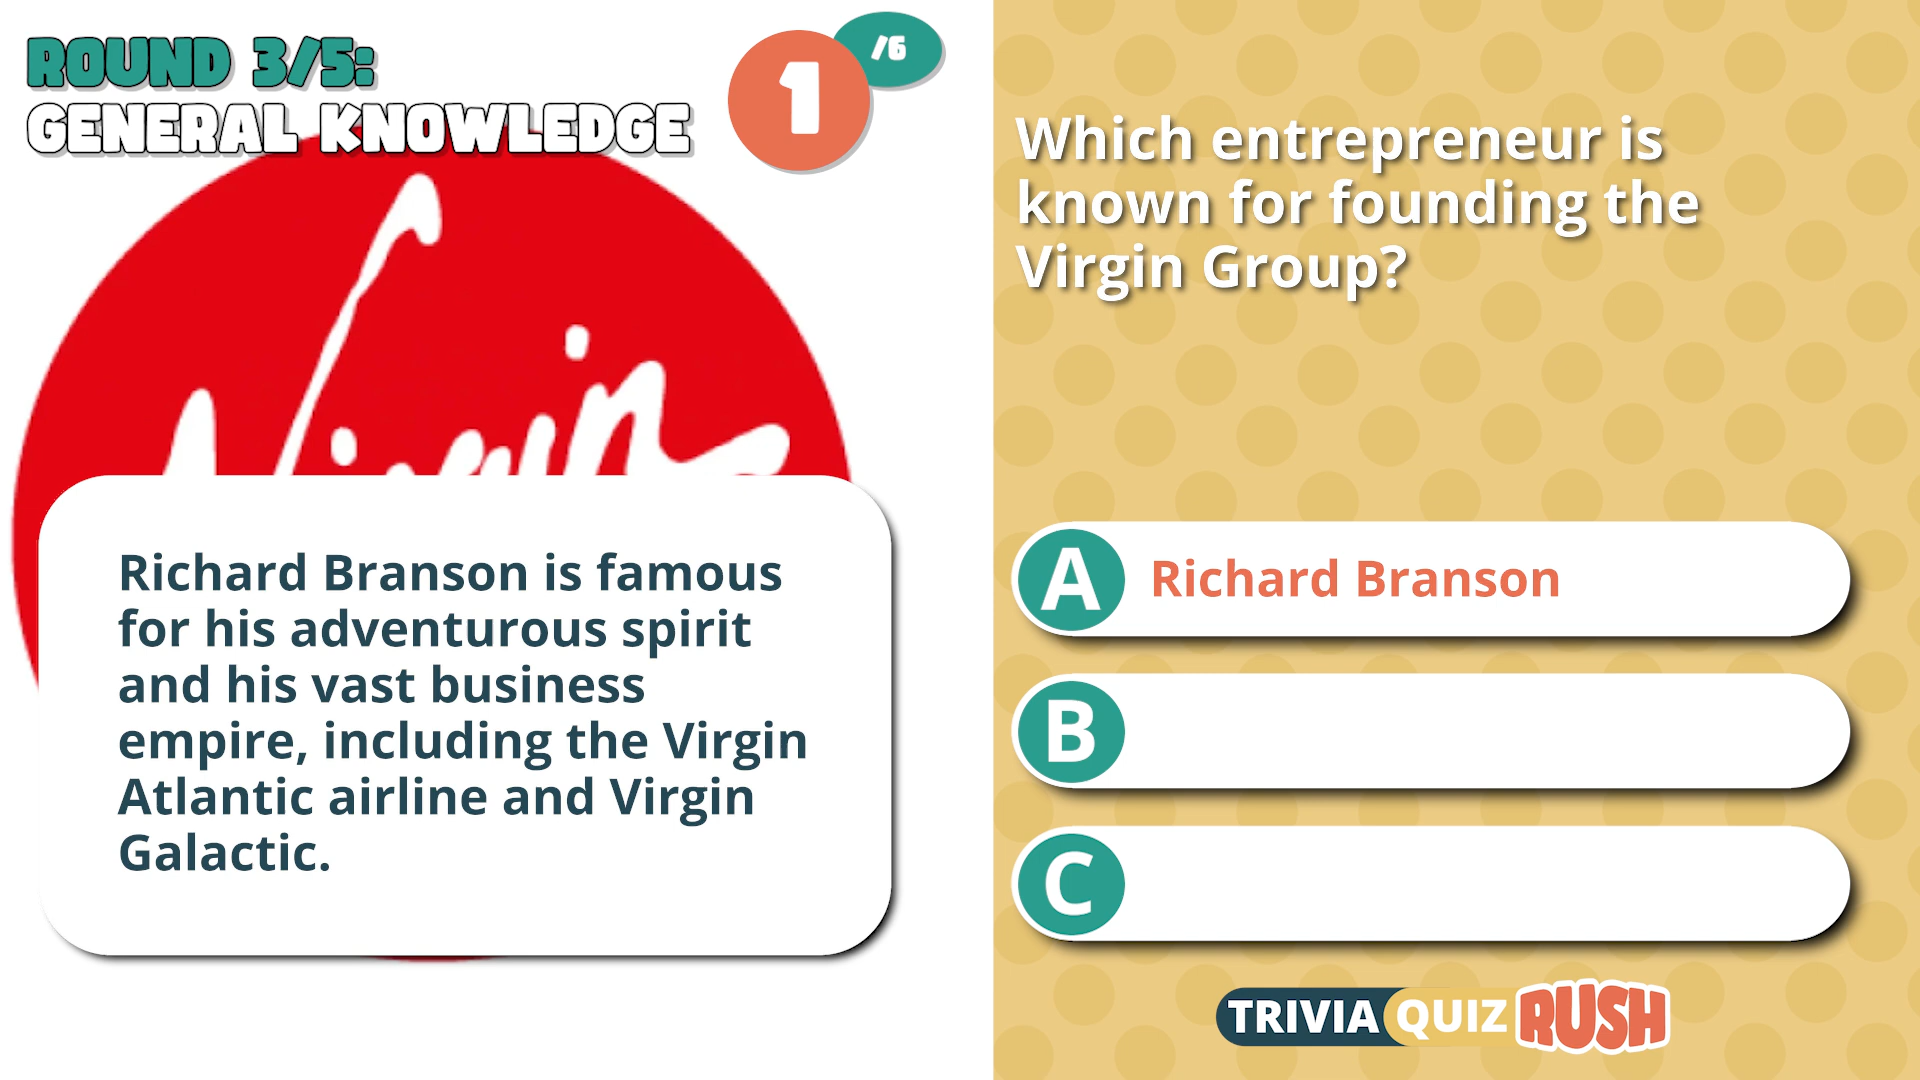 ROUND 3/5:
GENERAL KNOWLEDGE
1
/6
Virgin
Richard Branson is famous
for his adventurous spirit
and his vast business
empire, including the Virgin
Atlantic airline and Virgin
Galactic.
Which entrepreneur is
known for founding the
Virgin Group?
A Richard Branson
B
C
TRIVIA QUIZ RUSH